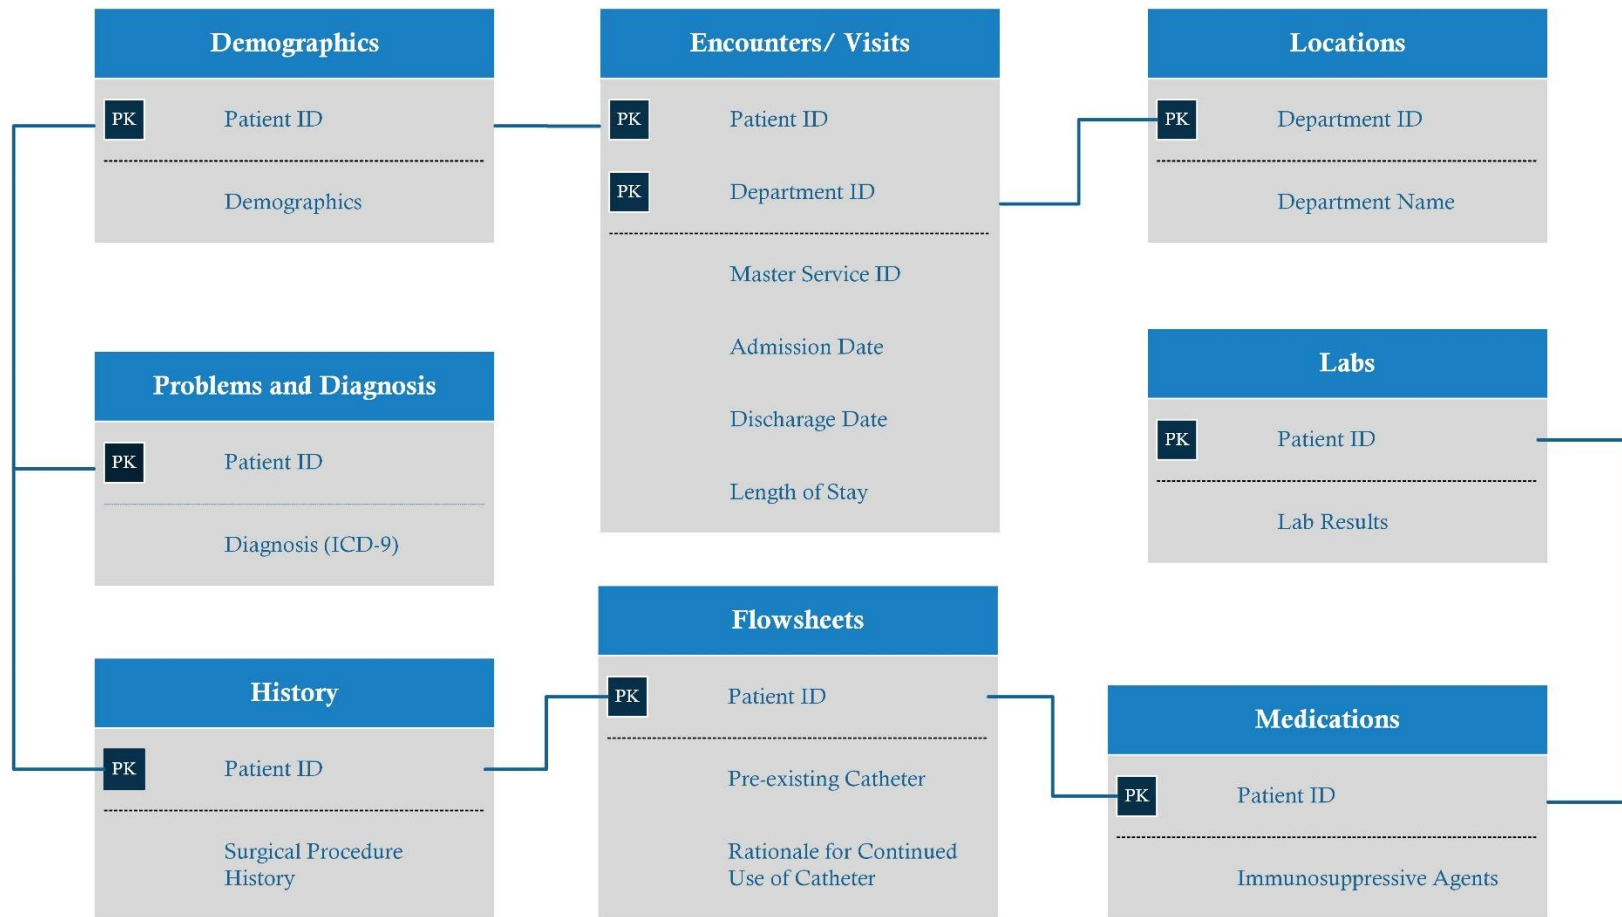 Demographics
PK Patient ID
Demographics
Encounters/ Visits
PK Patient ID
PK Department ID
Master Service ID
Admission Date
Discharage Date
Length of Stay
Locations
PK Department ID
Department Name
Problems and Diagnosis
PK Patient ID
Diagnosis (ICD-9)
Labs
PK Patient ID
Lab Results
History
PK Patient ID
Surgical Procedure
History
Flowsheets
PK Patient ID
Pre-existing Catheter
Rationale for Continued
Use of Catheter
Medications
PK Patient ID
Immunosuppressive Agents